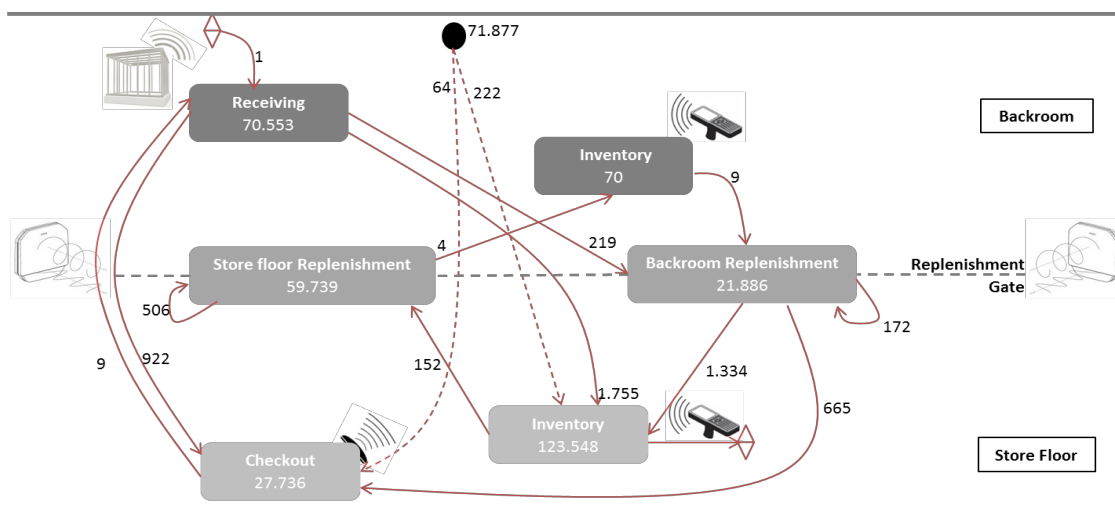 71.877
1
64
222
Receiving
70.553
Backroom
Inventory
70
9
4
219
Store floor Replenishment
59.739
Backroom Replenishment
21.886
Replenishment
Gate
506
172
9
922
152
1.334
1.755
665
Inventory
123.548
Checkout
27.736
Store Floor